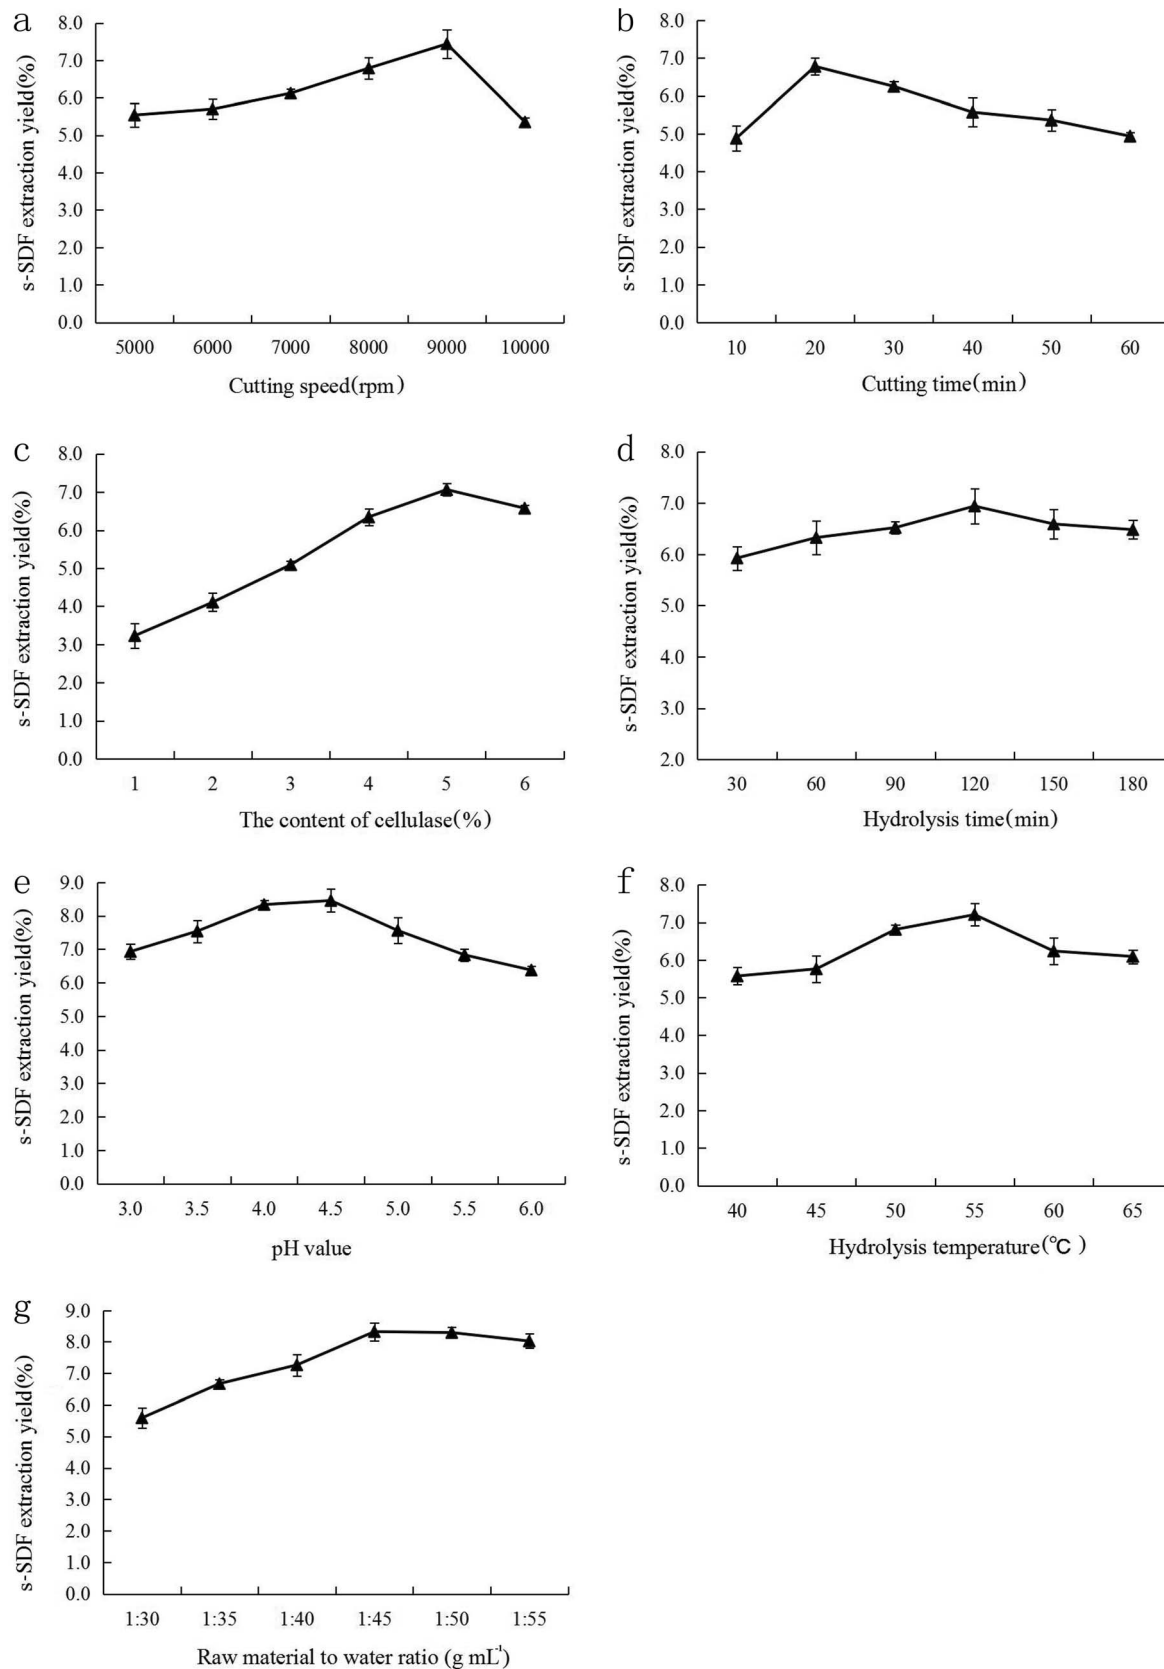 a
s-SDF extraction yield(%)
8.0
7.0
6.0
5.0
4.0
3.0
2.0
1.0
0.0
5000 6000 7000 8000 9000 10000
Cutting speed(rpm)
b
s-SDF extraction yield(%)
8.0
7.0
6.0
5.0
4.0
3.0
2.0
1.0
0.0
10 20 30 40 50 60
Cutting time(min)
c
s-SDF extraction yield(%)
8.0
7.0
6.0
5.0
4.0
3.0
2.0
1.0
0.0
1 2 3 4 5 6
The content of cellulase(%)
d
s-SDF extraction yield(%)
8.0
7.0
6.0
5.0
4.0
3.0
2.0
30 60 90 120 150 180
Hydrolysis time(min)
e
s-SDF extraction yield(%)
9.0
8.0
7.0
6.0
5.0
4.0
3.0
2.0
1.0
0.0
3.0 3.5 4.0 4.5 5.0 5.5 6.0
pH value
f
s-SDF extraction yield(%)
8.0
7.0
6.0
5.0
4.0
3.0
2.0
1.0
0.0
40 45 50 55 60 65
Hydrolysis temperature(℃)
g
s-SDF extraction yield(%)
9.0
8.0
7.0
6.0
5.0
4.0
3.0
2.0
1.0
0.0
1:30 1:35 1:40 1:45 1:50 1:55
Raw material to water ratio (g mL⁻¹)